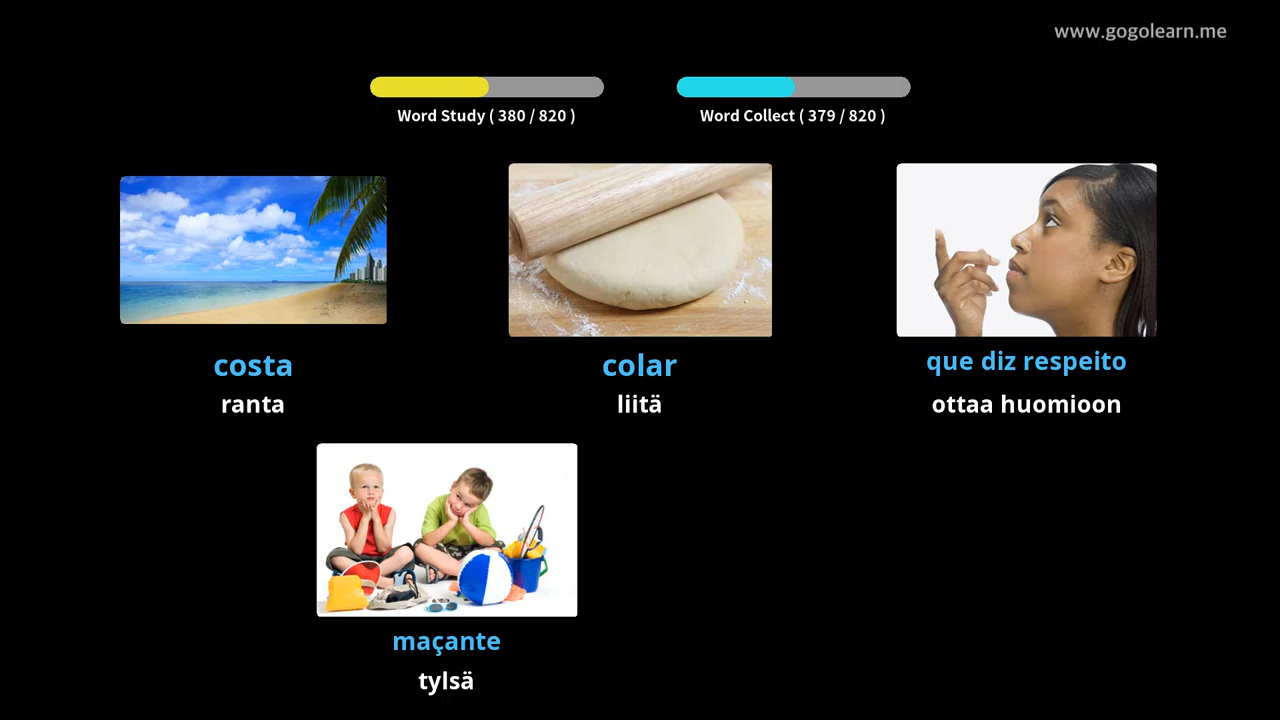 www.gogolearn.me
Word Study ( 380 / 820 )
Word Collect ( 379 / 820 )
costa
ranta
colar
liitä
que diz respeito
ottaa huomioon
maçante
tylsä